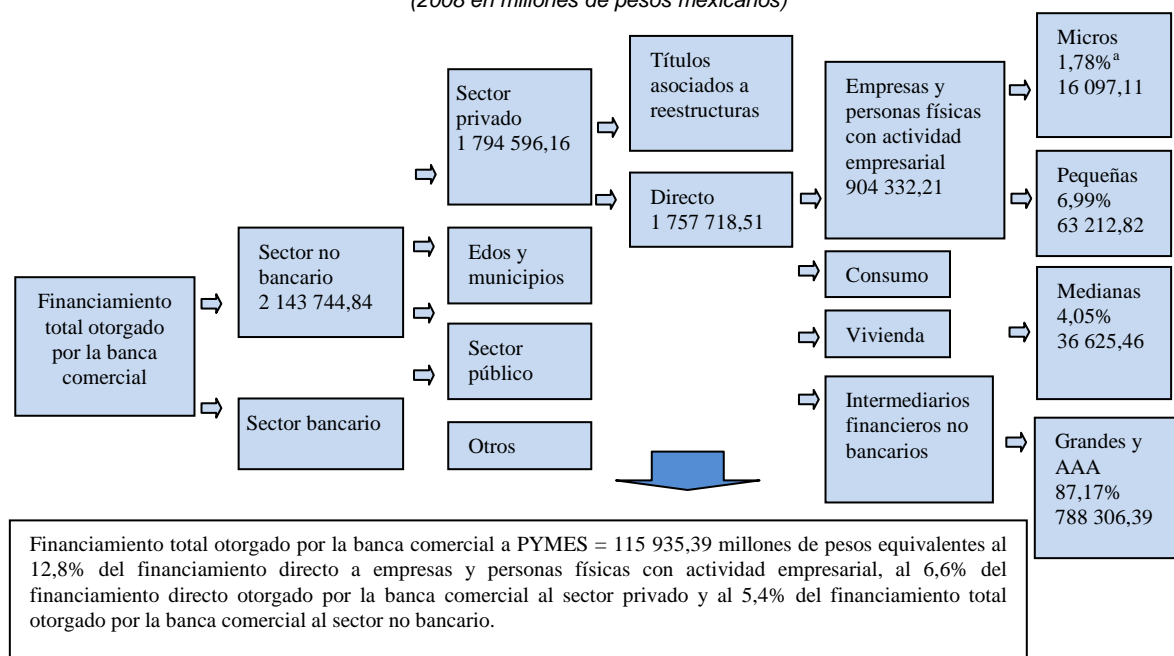 (2008 en millones de pesos mexicanos)
Financiamiento
total otorgado
por la banca
comercial
Sector no
bancario
2 143 744,84
Sector bancario
Sector
privado
1 794 596,16
Edos y
municipios
Sector
público
Otros
Títulos
asociados a
reestructuras
Directo
1 757 718,51
Empresas y
personas físicas
con actividad
empresarial
904 332,21
Consumo
Vivienda
Intermediarios
financieros no
bancarios
Micros
1,78%ª
16 097,11
Pequeñas
6,99%
63 212,82
Medianas
4,05%
36 625,46
Grandes y
AAA
87,17%
788 306,39
Financiamiento total otorgado por la banca comercial a PYMES = 115 935,39 millones de pesos equivalentes al
12,8% del financiamiento directo a empresas y personas físicas con actividad empresarial, al 6,6% del
financiamiento directo otorgado por la banca comercial al sector privado y al 5,4% del financiamiento total
otorgado por la banca comercial al sector no bancario.